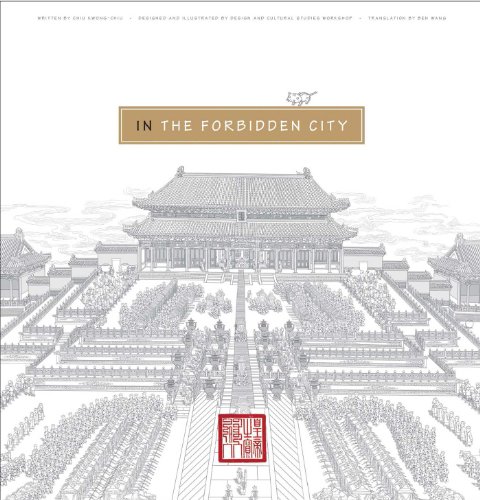 WRITTEN BY CHIU KWONG-CHIU • DESIGNED AND ILLUSTRATED BY DESIGN AND CULTURAL STUDIES WORKSHOP • TRANSLATION BY BEN WANG
IN THE FORBIDDEN CITY